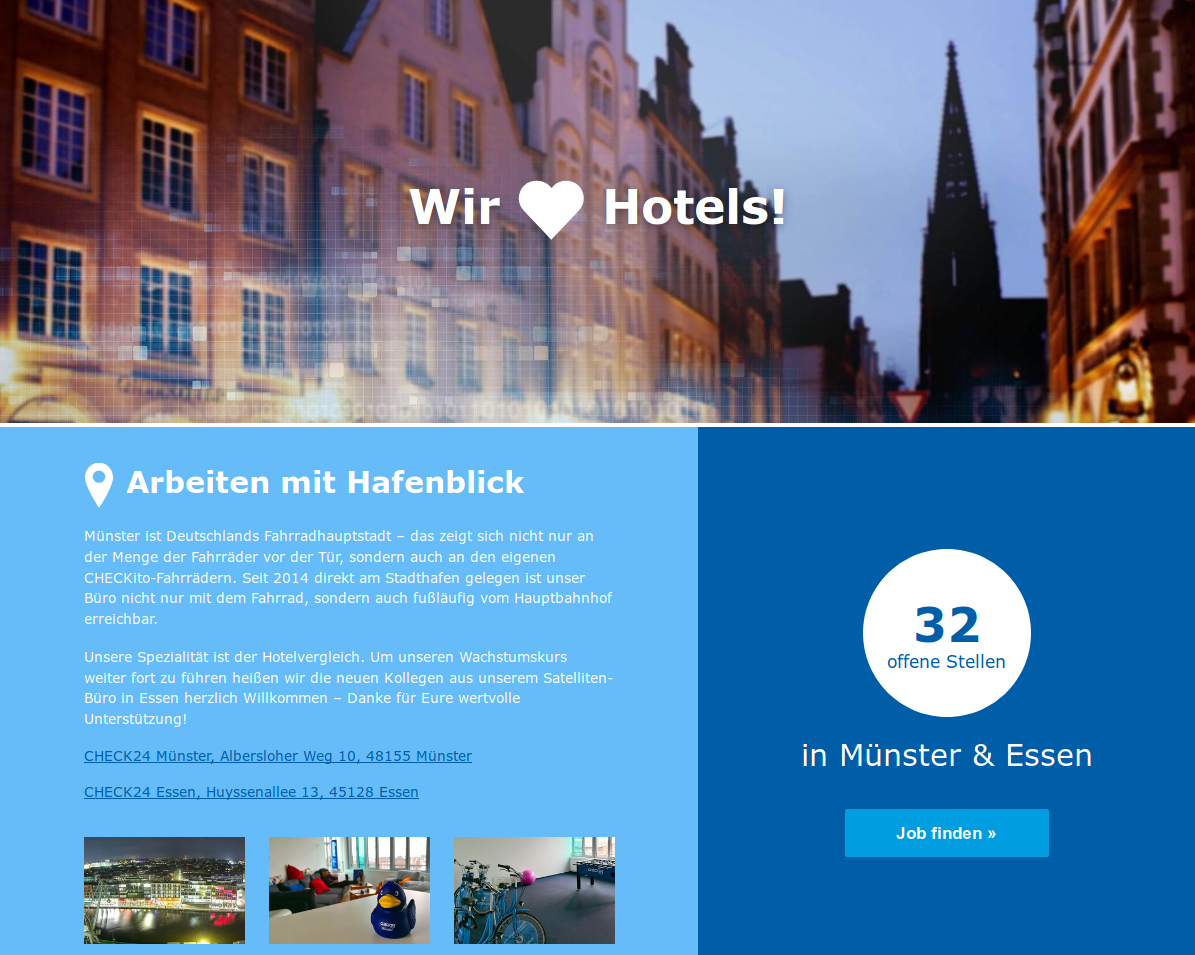 Wir Hotels!
Arbeiten mit Hafenblick
Münster ist Deutschlands Fahrradhauptstadt – das zeigt sich nicht nur an
der Menge der Fahrräder vor der Tür, sondern auch an den eigenen
CHECKito-Fahrrädern. Seit 2014 direkt am Stadthafen gelegen ist unser
Büro nicht nur mit dem Fahrrad, sondern auch fußläufig vom Hauptbahnhof
erreichbar.
Unsere Spezialität ist der Hotelvergleich. Um unseren Wachstumskurs
weiter fort zu führen heißen wir die neuen Kollegen aus unserem Satelliten-
Büro in Essen herzlich Willkommen – Danke für Eure wertvolle
Unterstützung!
CHECK24 Münster, Albersloher Weg 10, 48155 Münster
CHECK24 Essen, Huyssenallee 13, 45128 Essen
32
offene Stellen
in Münster & Essen
Job finden »